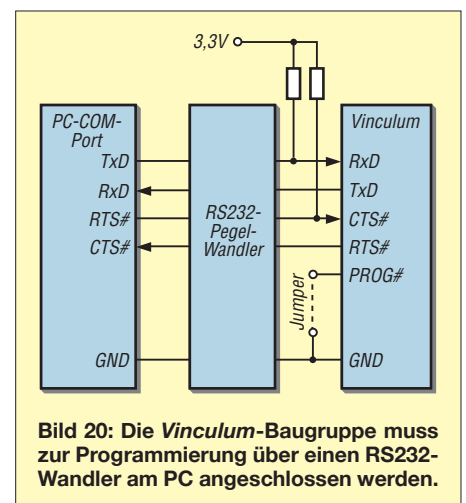 3,3V
PC-COM-
Port
TxD
RxD
RTS#
CTS#
GND
RS232-
Pegel-
Wandler
Vinculum
RxD
TxD
CTS#
RTS#
PROG#
GND
Jumper
Bild 20: Die Vinculum-Baugruppe muss
zur Programmierung über einen RS232-
Wandler am PC angeschlossen werden.